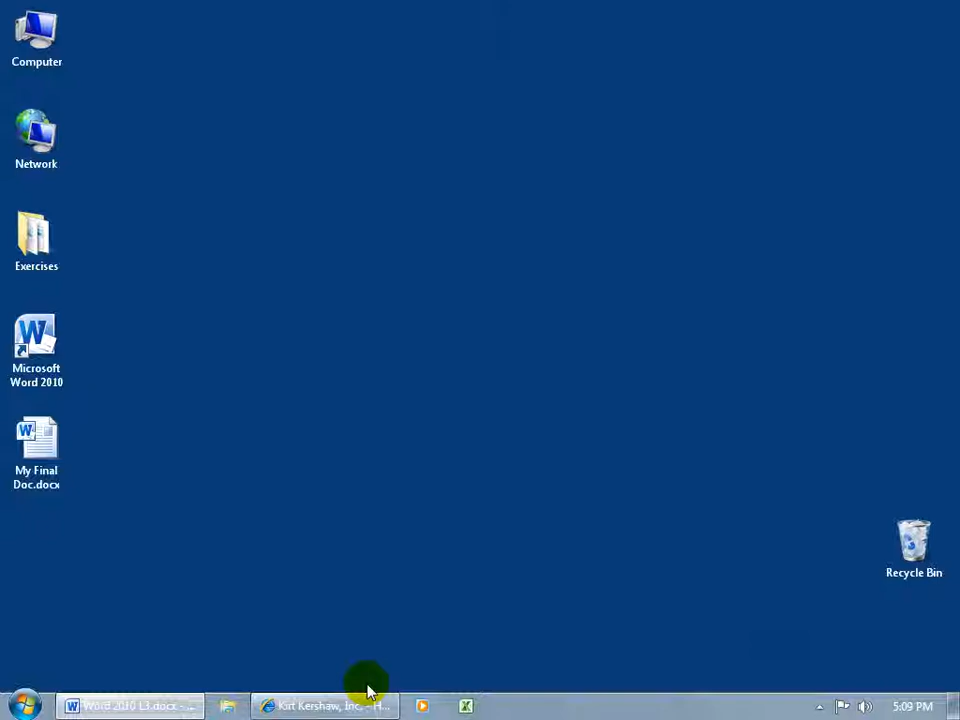 Computer
Network
Exercises
Microsoft
Word 2010
My Final
Doc.docx
Recycle Bin
Word 2010 L3.docx - ...
Kirt Kershaw, Inc. - H...
5:09 PM